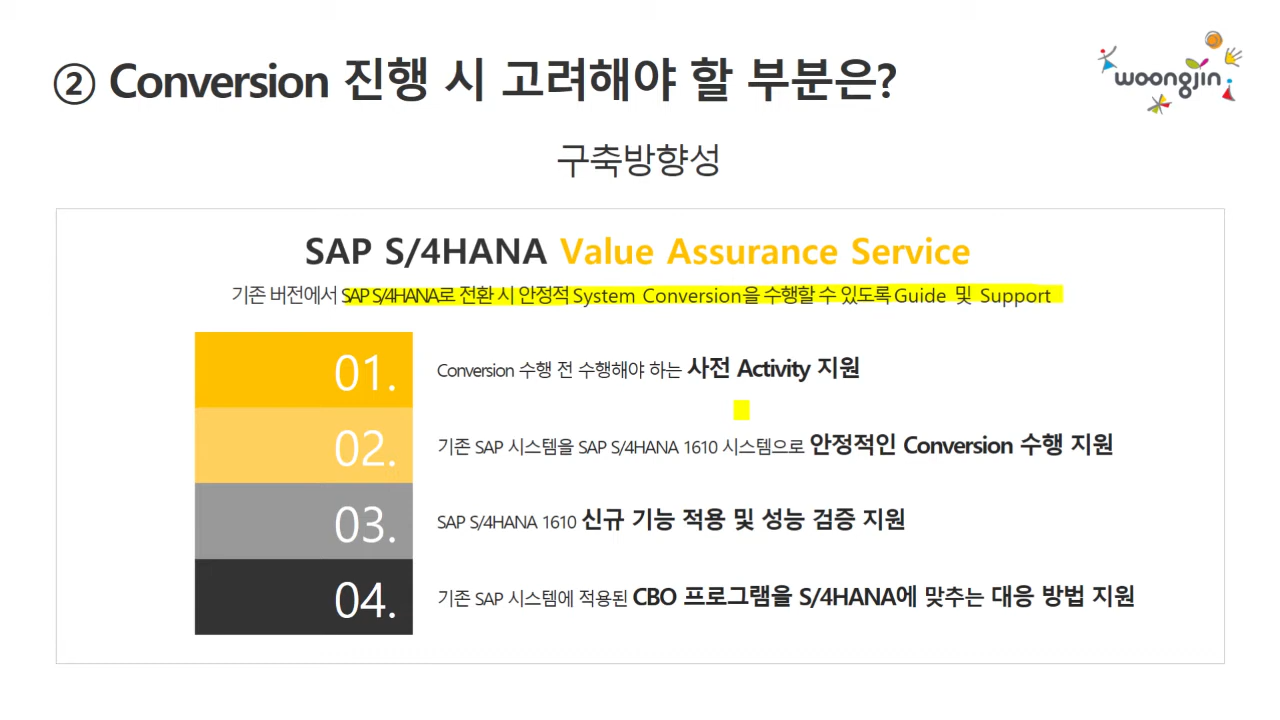 ② Conversion 진행 시 고려해야 할 부분은?
woongjin
구축방향성
SAP S/4HANA Value Assurance Service
기존 버전에서 SAP S/4HANA로 전환 시 안정적 System Conversion을 수행할 수 있도록 Guide 및 Support
01. Conversion 수행 전 수행해야 하는 사전 Activity 지원
02. 기존 SAP 시스템을 SAP S/4HANA 1610 시스템으로 안정적인 Conversion 수행 지원
03. SAP S/4HANA 1610 신규 기능 적용 및 성능 검증 지원
04. 기존 SAP 시스템에 적용된 CBO 프로그램을 S/4HANA에 맞추는 대응 방법 지원